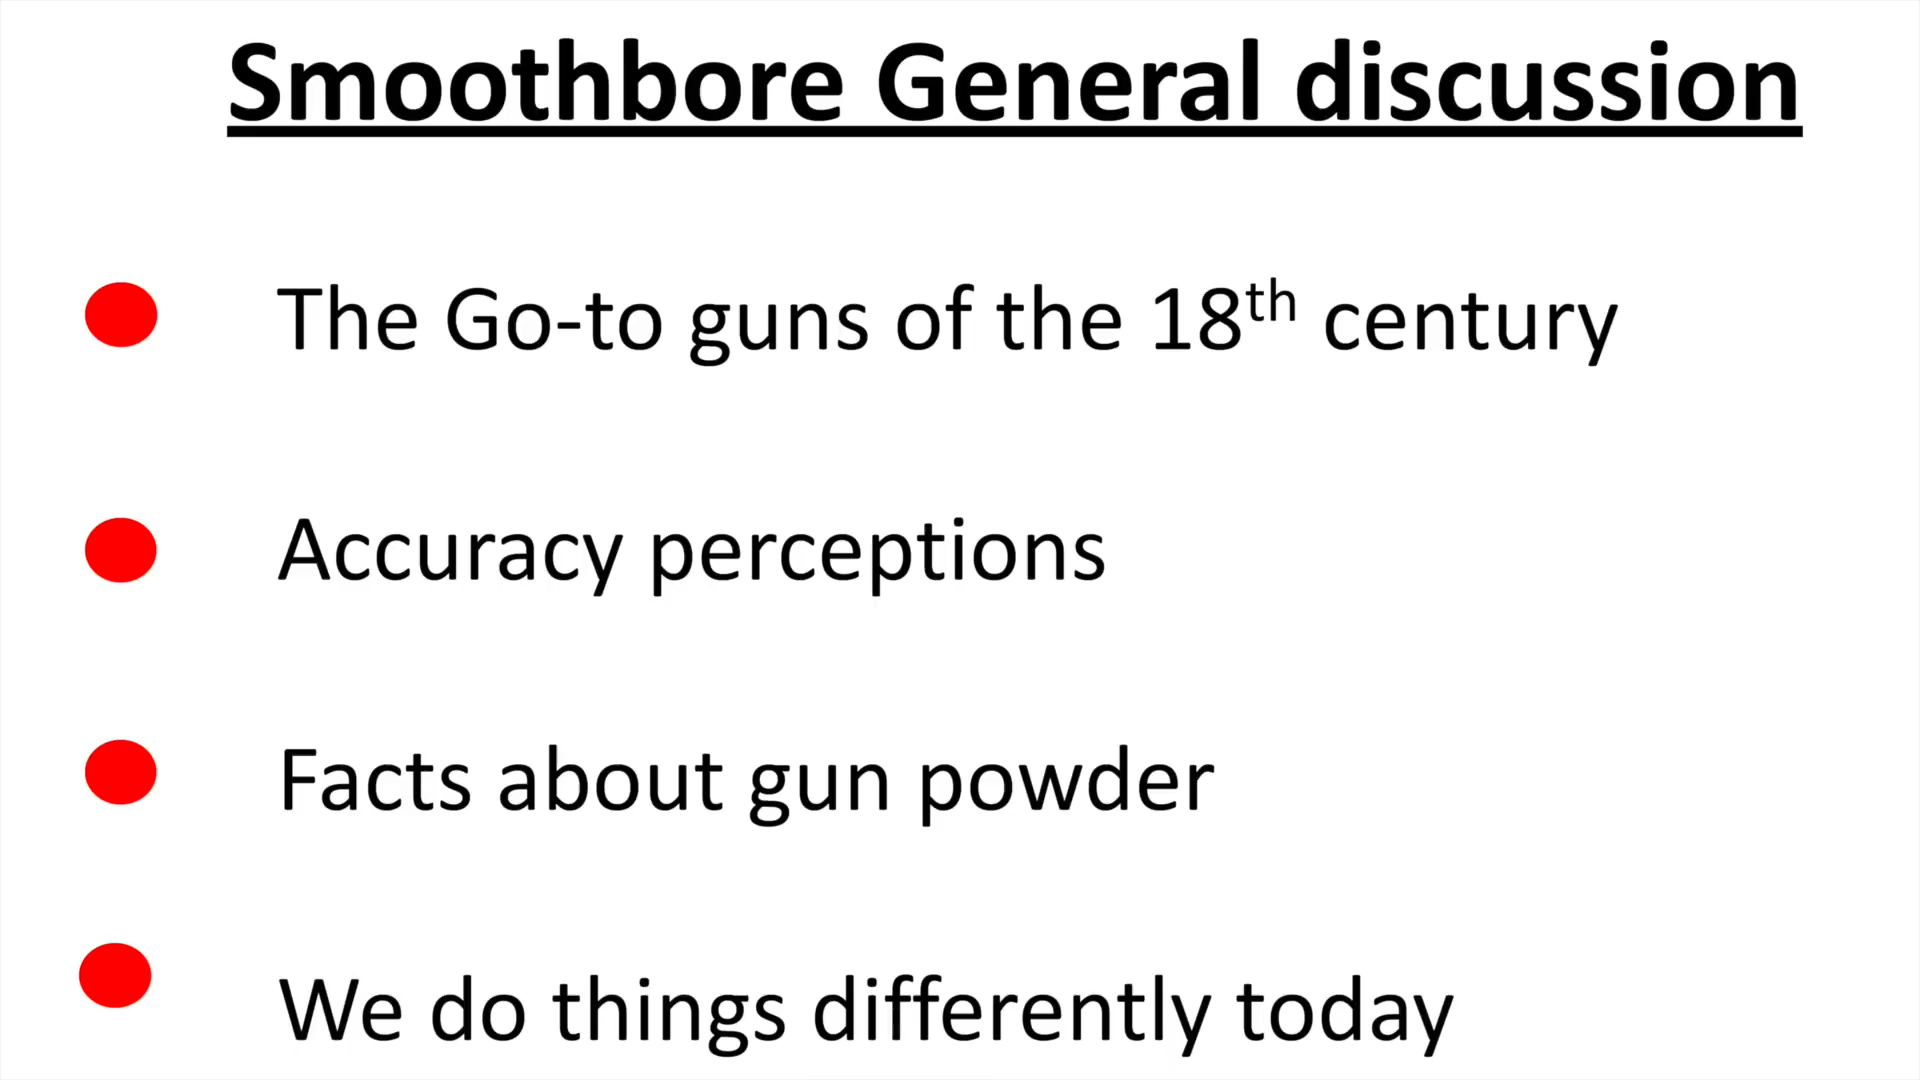 Smoothbore General discussion
The Go-to guns of the 18th century
Accuracy perceptions
Facts about gun powder
We do things differently today